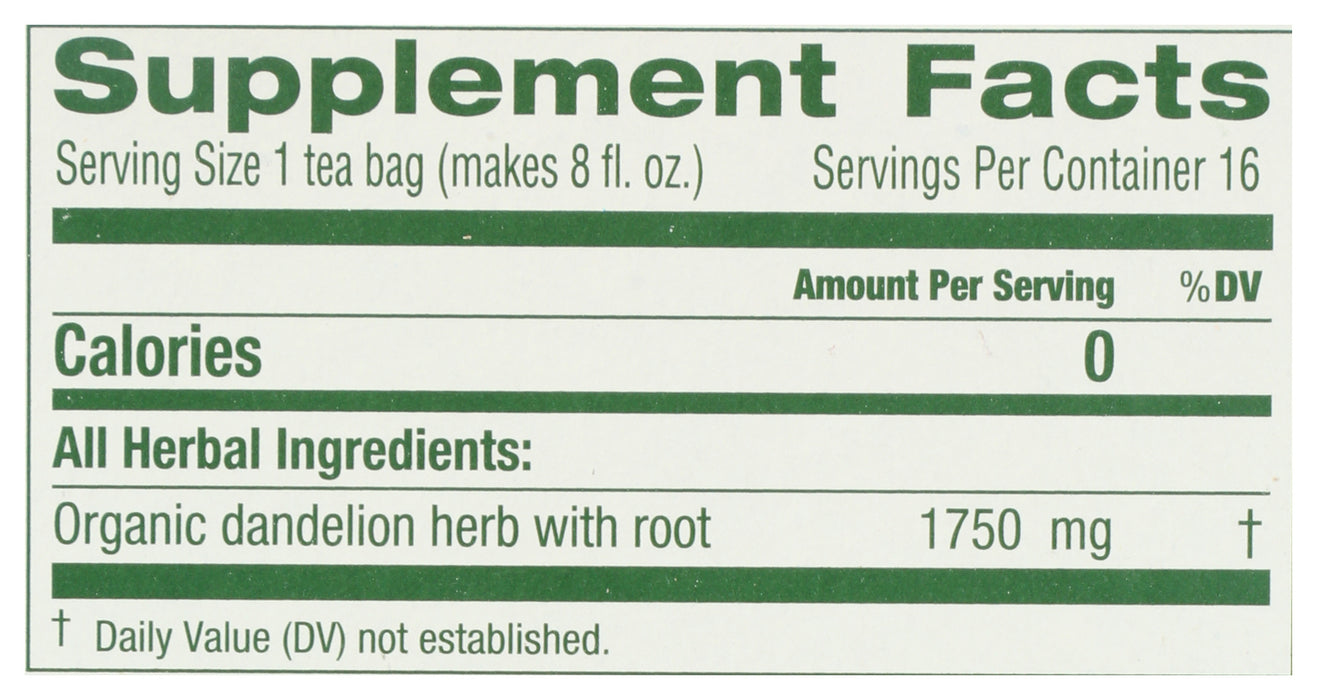 Supplement Facts
Serving Size 1 tea bag (makes 8 fl. oz.) Servings Per Container 16
Amount Per Serving %DV
Calories 0
All Herbal Ingredients:
Organic dandelion herb with root 1750 mg †
† Daily Value (DV) not established.